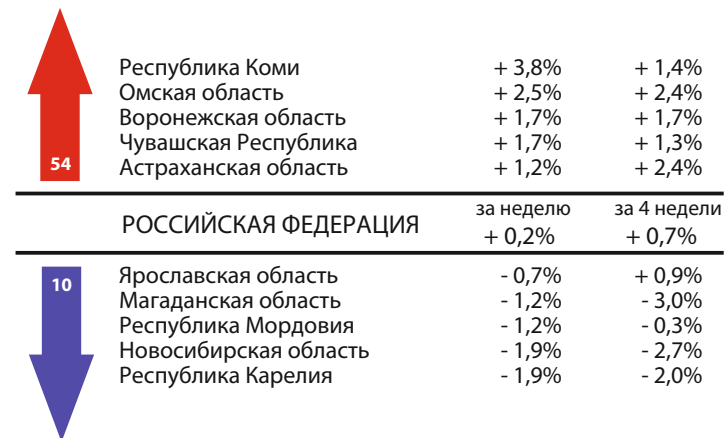 Республика Коми + 3,8% + 1,4%
Омская область + 2,5% + 2,4%
Воронежская область + 1,7% + 1,7%
Чувашская Республика + 1,7% + 1,3%
54 Астраханская область + 1,2% + 2,4%
за неделю за 4 недели
РОССИЙСКАЯ ФЕДЕРАЦИЯ + 0,2% + 0,7%
10 Ярославская область - 0,7% + 0,9%
Магаданская область - 1,2% - 3,0%
Республика Мордовия - 1,2% - 0,3%
Новосибирская область - 1,9% - 2,7%
Республика Карелия - 1,9% - 2,0%